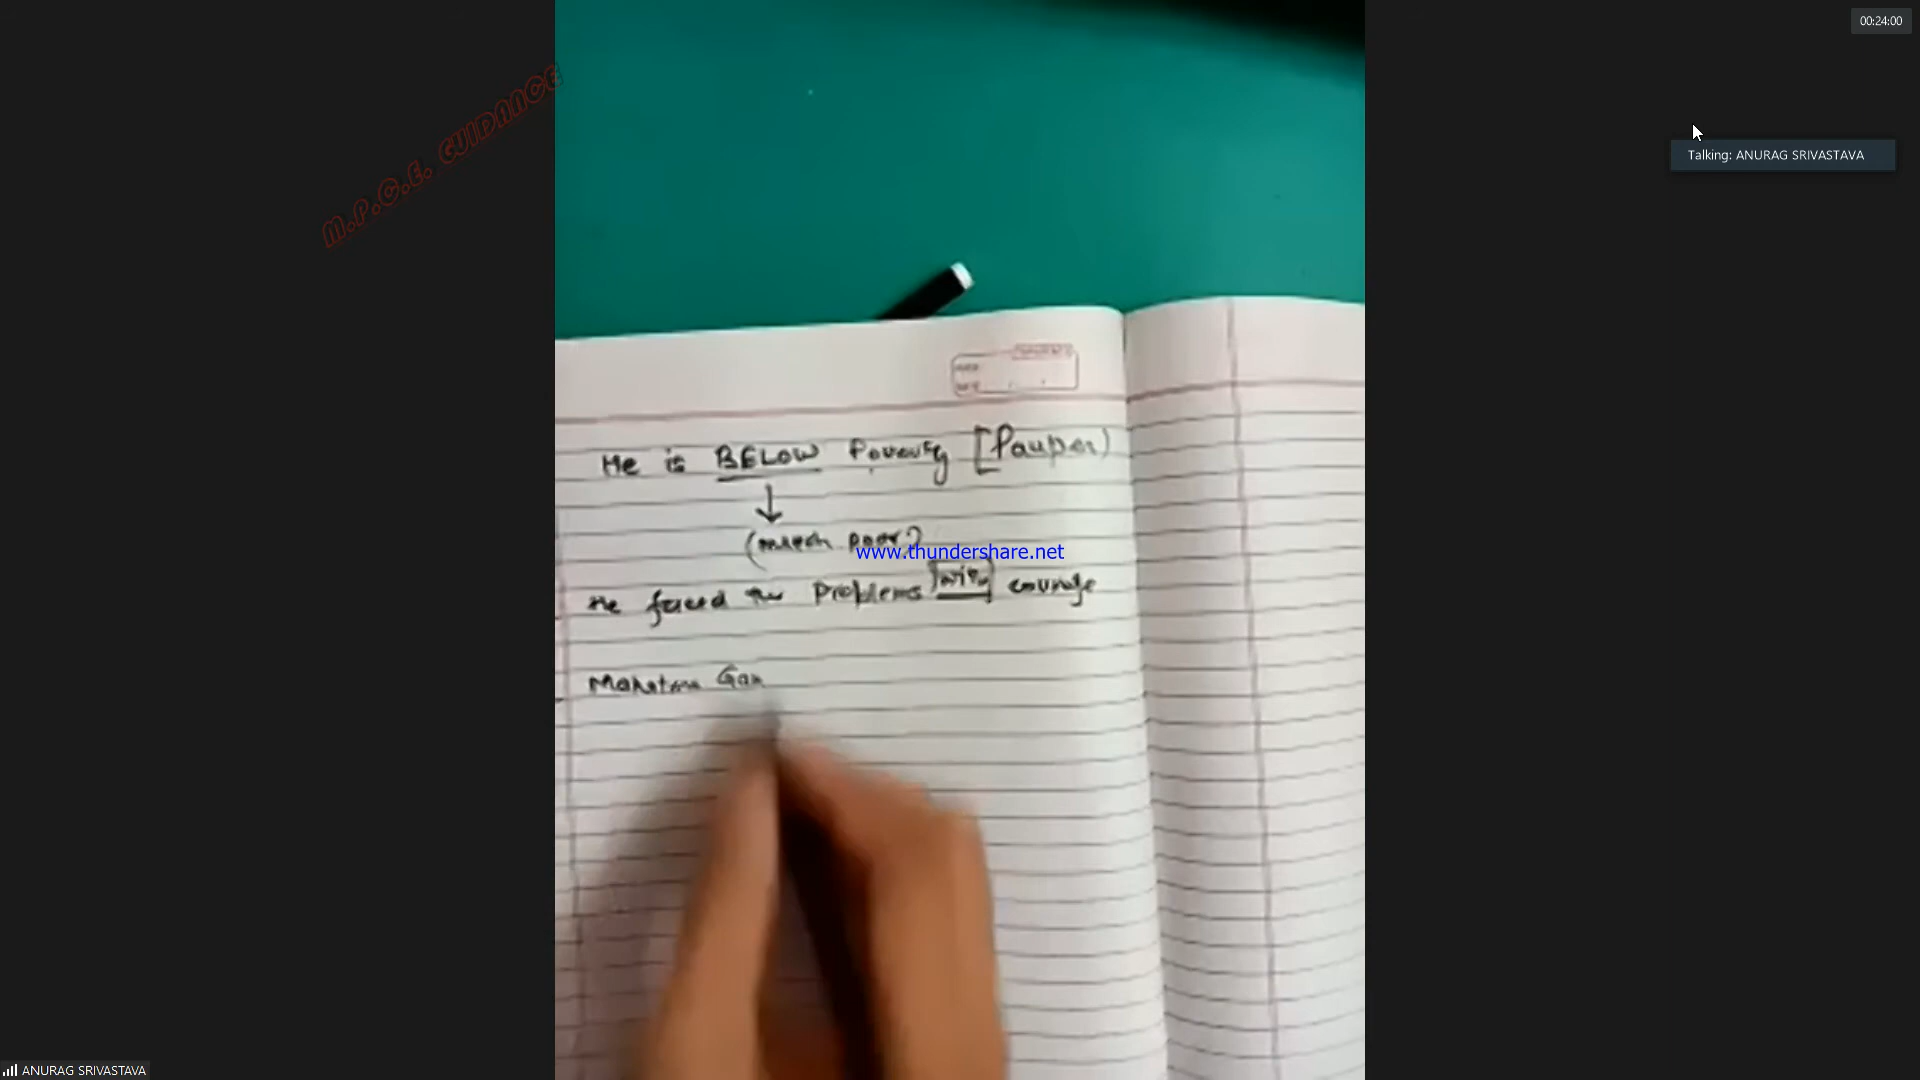 00:24:00
M.P.C.E. GUIDANCE
Talking: ANURAG SRIVASTAVA
He is BELOW Poverty [Pauper)
(much poor)
www.thundershare.net
He faced the Problems with courage
Mahatma Gan
ANURAG SRIVASTAVA